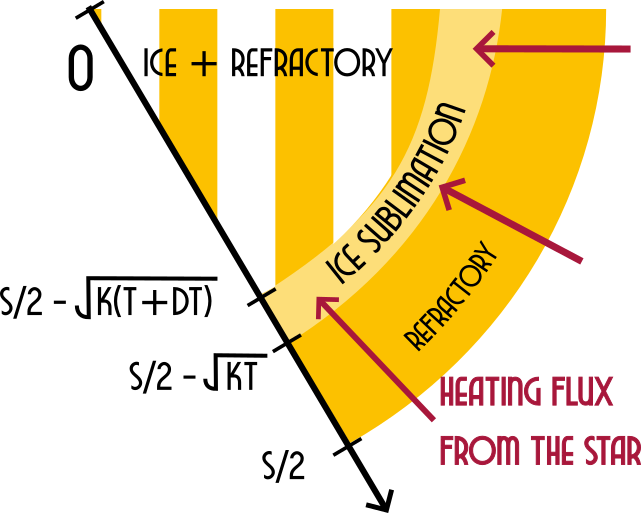 0
ICE + REFRACTORY
ICE SUBLIMATION
S/2 - √K(T+DT)
REFRACTORY
S/2 - √KT
HEATING FLUX
FROM THE STAR
S/2